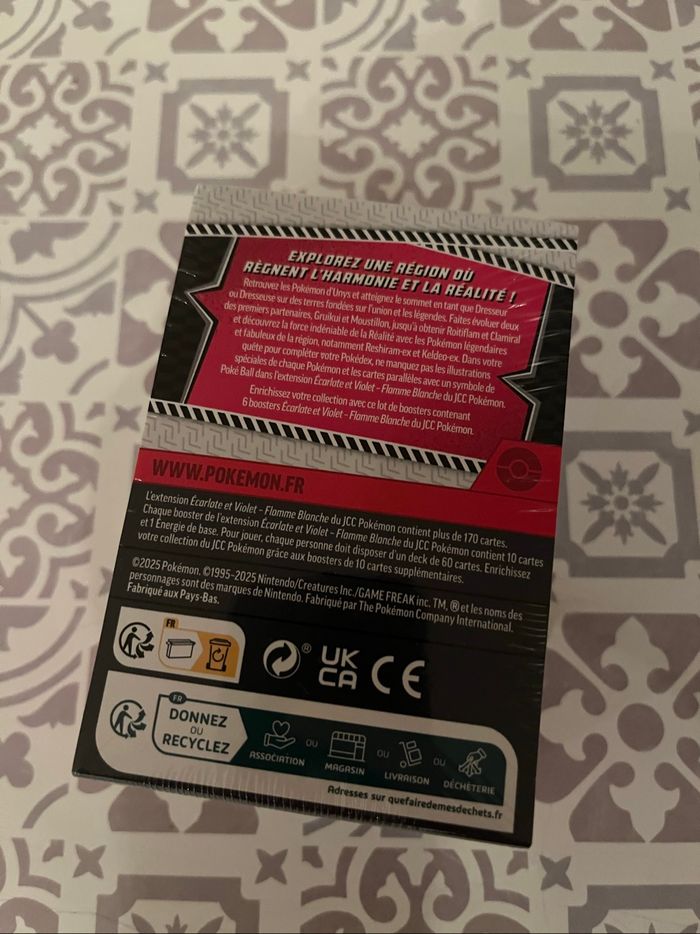 EXPLOREZ UNE RÉGION OÙ
RÈGNENT L'HARMONIE ET LA RÉALITÉ !
Retrouvez les Pokémon d'Unys et atteignez le sommet en tant que Dresseur
ou Dresseuse sur des terres fondées sur l'union et les légendes. Faites évoluer deux
des premiers partenaires, Gruikui et Moustillon, jusqu'à obtenir Roitiflam et Clamiral
et découvrez la force indéniable de la Réalité avec les Pokémon légendaires
et fabuleux de la région, notamment Reshiram-ex et Keldeo-ex. Dans votre
quête pour compléter votre Pokédex, ne manquez pas les illustrations
spéciales de chaque Pokémon et les cartes parallèles avec un symbole de
Poké Ball dans l'extension Écarlate et Violet – Flamme Blanche du JCC Pokémon.
Enrichissez votre collection avec ce lot de boosters contenant
6 boosters Écarlate et Violet – Flamme Blanche du JCC Pokémon.
WWW.POKEMON.FR
L'extension Écarlate et Violet – Flamme Blanche du JCC Pokémon contient plus de 170 cartes.
Chaque booster de l'extension Écarlate et Violet – Flamme Blanche du JCC Pokémon contient 10 cartes
et 1 Énergie de base. Pour jouer, chaque personne doit disposer d'un deck de 60 cartes. Enrichissez
votre collection du JCC Pokémon grâce aux boosters de 10 cartes supplémentaires.
©2025 Pokémon. ©1995–2025 Nintendo/Creatures Inc./GAME FREAK inc. TM, ® et les noms des
personnages sont des marques de Nintendo. Fabriqué par The Pokémon Company International.
Fabriqué aux Pays-Bas.
FR
®
UK
CA
CE
FR
DONNEZ
OU
RECYCLEZ
ASSOCIATION
OU
MAGASIN
OU
LIVRAISON
OU
DÉCHÈTERIE
Adresses sur quefairedemesdechets.fr